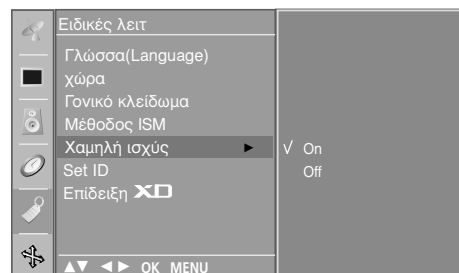 Ειδικές λειτ
Γλώσσα(Language)
χώρα
Γονικό κλείδωμα
Μέθοδος ISM
Χαμηλή ισχύς ► √ On
Set ID Off
Επίδειξη XD
▲▼ ◄► OK MENU